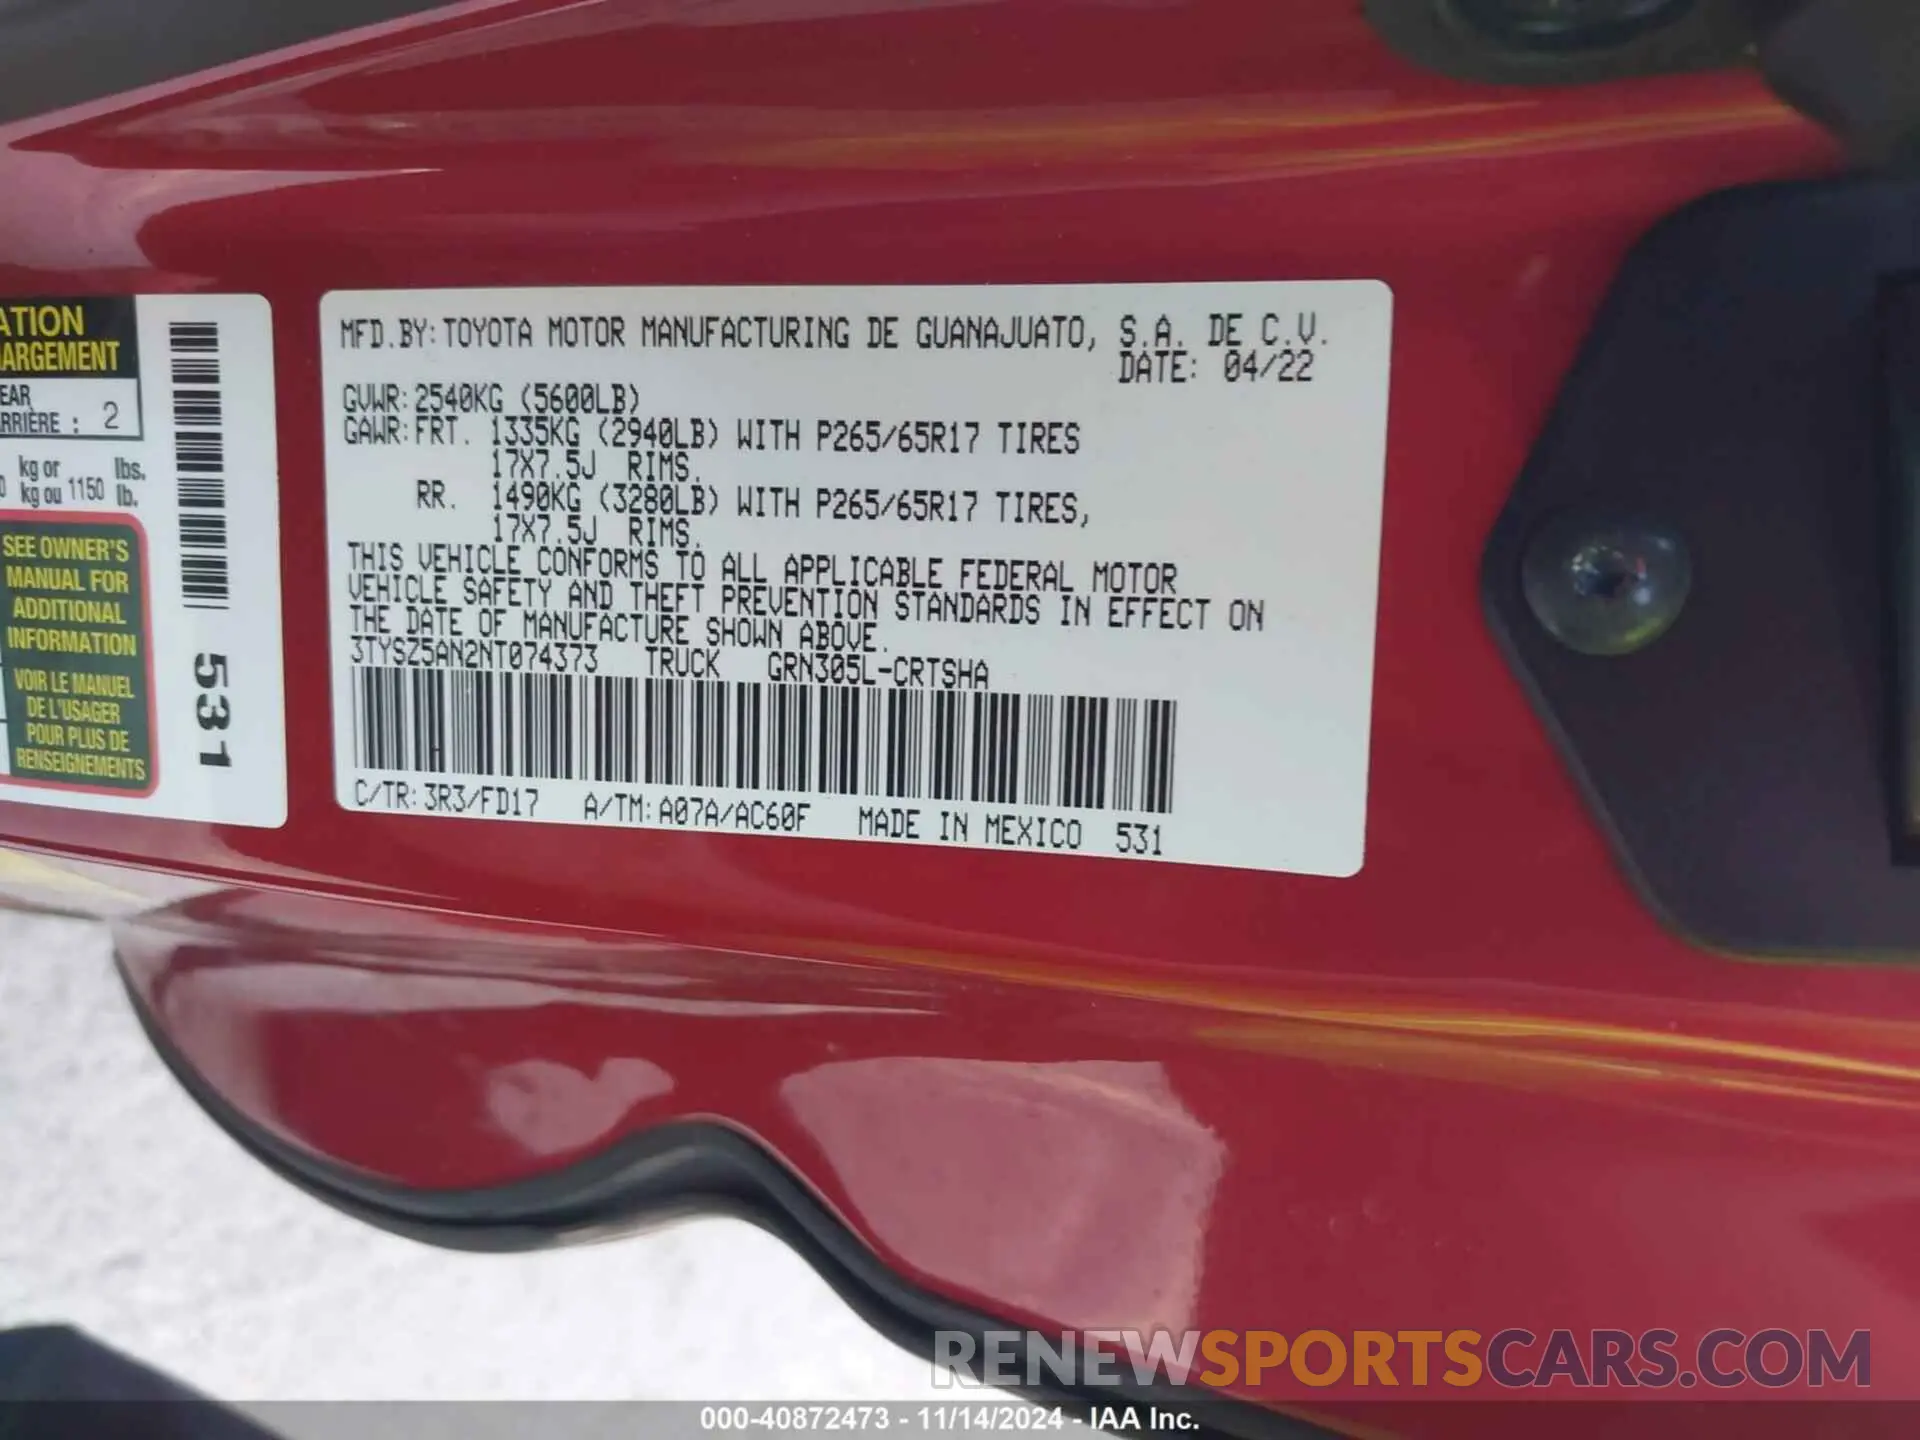 ATION
ARGEMENT
EAR
RRIÈRE : 2
kg or lbs.
kg ou 1150 lb.
SEE OWNER'S
MANUAL FOR
ADDITIONAL
INFORMATION
VOIR LE MANUEL
DE L'USAGER
POUR PLUS DE
RENSEIGNEMENTS
531
MFD.BY:TOYOTA MOTOR MANUFACTURING DE GUANAJUATO, S.A. DE C.V.
DATE: 04/22
GVWR:2540KG (5600LB)
GAWR:FRT. 1335KG (2940LB) WITH P265/65R17 TIRES
17X7.5J RIMS.
RR. 1490KG (3280LB) WITH P265/65R17 TIRES,
17X7.5J RIMS.
THIS VEHICLE CONFORMS TO ALL APPLICABLE FEDERAL MOTOR
VEHICLE SAFETY AND THEFT PREVENTION STANDARDS IN EFFECT ON
THE DATE OF MANUFACTURE SHOWN ABOVE.
3TYSZ5AN2NT074373 TRUCK GRN305L-CRTSHA
C/TR:3R3/FD17 A/TM:A07A/AC60F MADE IN MEXICO 531
RENEWSPORTSCARS.COM
000-40872473 - 11/14/2024 - IAA Inc.